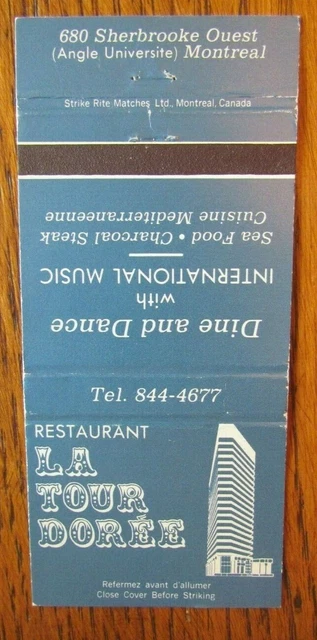 680 Sherbrooke Ouest
(Angle Universite) Montreal
Strike Rite Matches Ltd., Montreal, Canada
Dine and Dance
with
INTERNATIONAL MUSIC
Sea Food • Charcoal Steak
Cuisine Mediterraneenne
Tel. 844-4677
RESTAURANT
LA
TOUR
DORÉE
Refermez avant d'allumer
Close Cover Before Striking